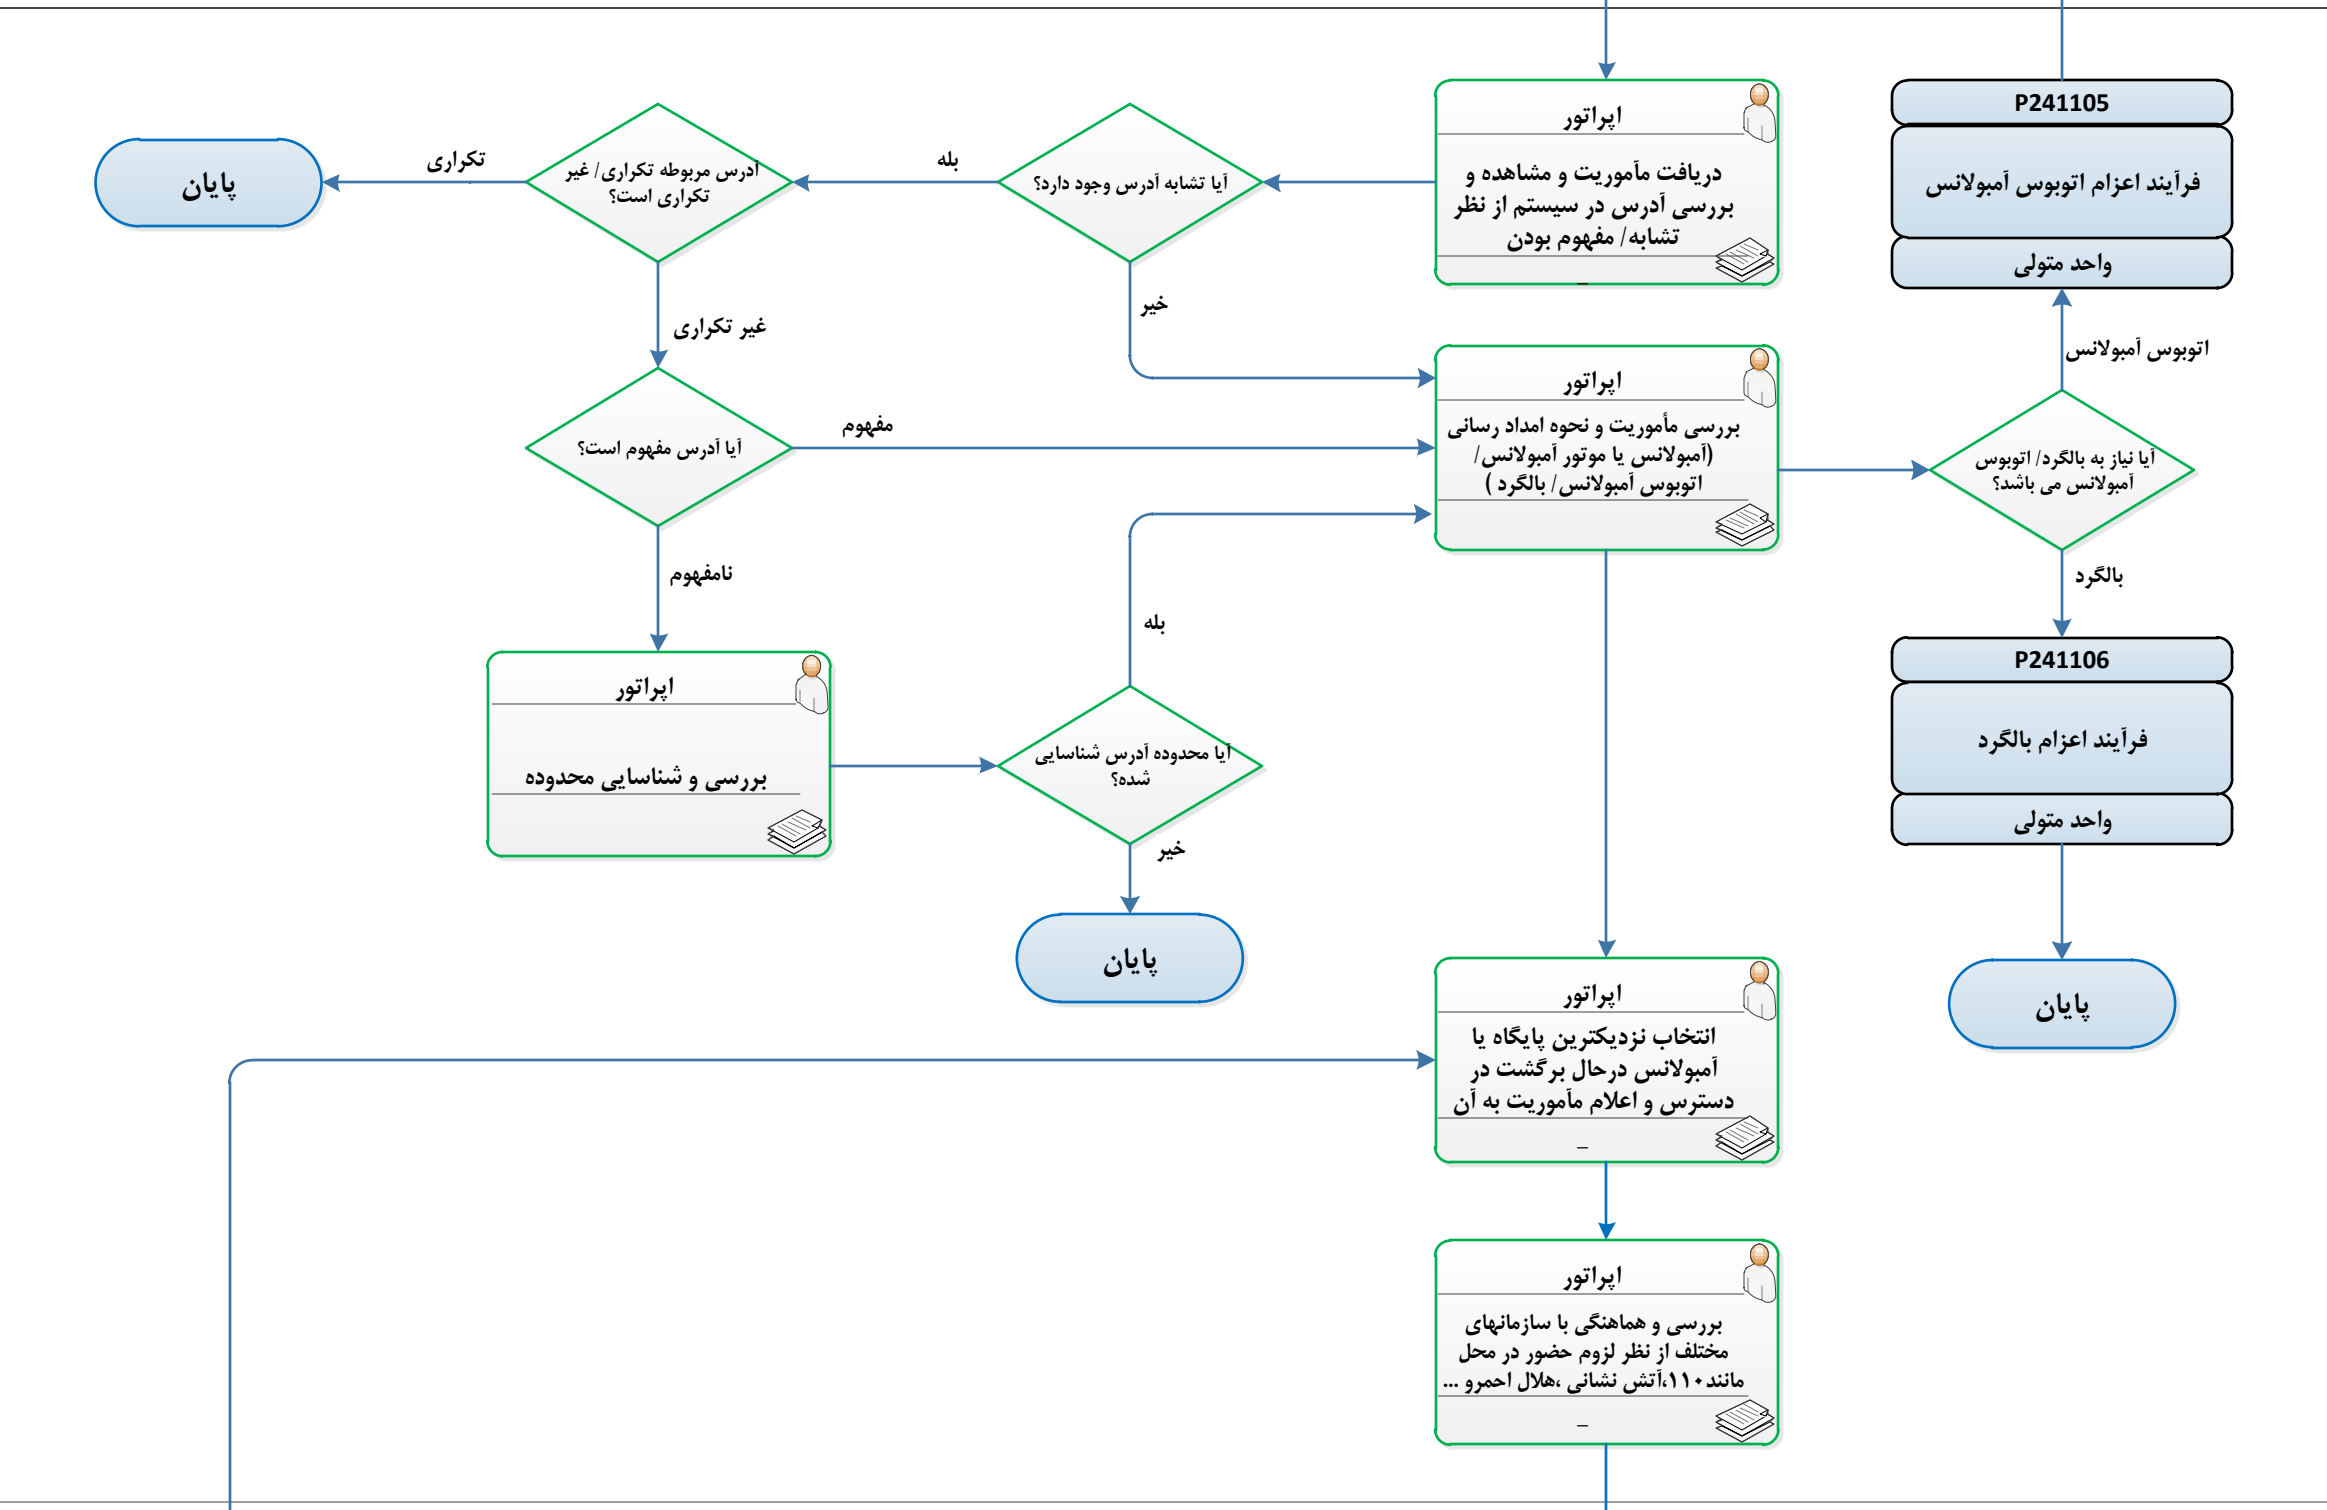 اپراتور
دریافت مأموریت و مشاهده و
بررسی آدرس در سیستم از نظر
تشابه/ مفهوم بودن
_
آیا تشابه آدرس وجود دارد؟
بله
خیر
آدرس مربوطه تکراری/ غیر
تکراری است؟
تکراری
پایان
غیر تکراری
آیا آدرس مفهوم است؟
مفهوم
نامفهوم
اپراتور
بررسی و شناسایی محدوده
آیا محدوده آدرس شناسایی
شده؟
بله
خیر
پایان
اپراتور
بررسی مأموریت و نحوه امداد رسانی
(آمبولانس یا موتور آمبولانس/
اتوبوس آمبولانس/ بالگرد )
آیا نیاز به بالگرد/ اتوبوس
آمبولانس می باشد؟
اتوبوس آمبولانس
P241105
فرآیند اعزام اتوبوس آمبولانس
واحد متولی
بالگرد
P241106
فرآیند اعزام بالگرد
واحد متولی
پایان
اپراتور
انتخاب نزدیکترین پایگاه یا
آمبولانس درحال برگشت در
دسترس و اعلام مأموریت به آن
_
اپراتور
بررسی و هماهنگی با سازمانهای
مختلف از نظر لزوم حضور در محل
مانند۱۱۰،آتش نشانی ،هلال احمرو ...
_